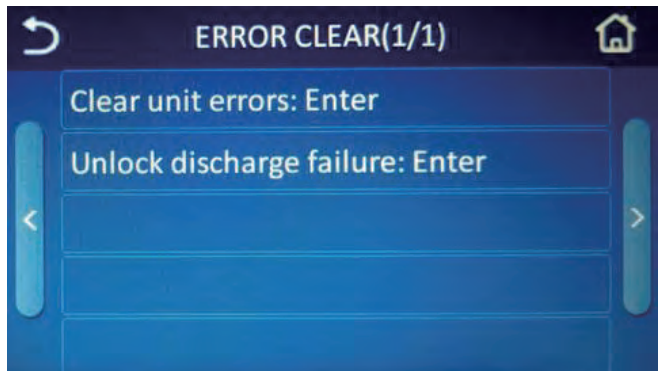 ERROR CLEAR(1/1)
Clear unit errors: Enter
Unlock discharge failure: Enter